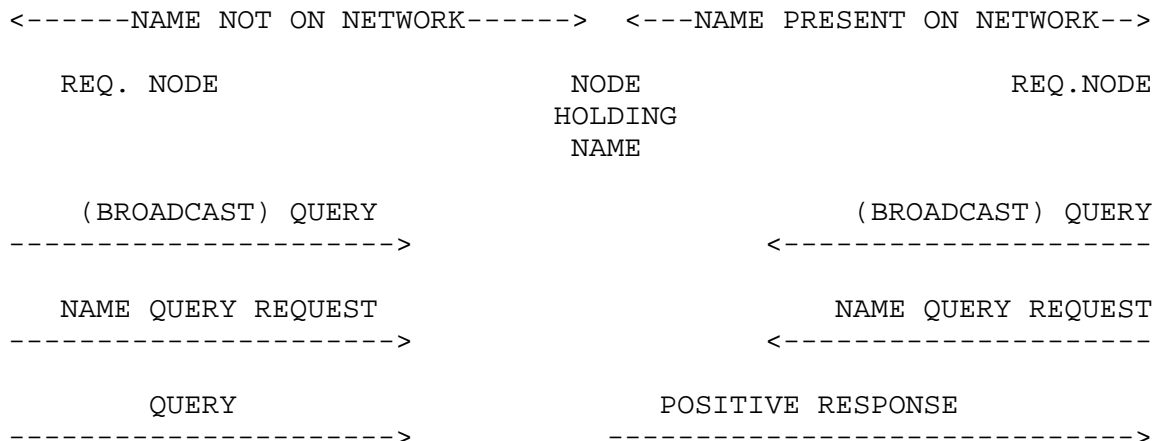 <------NAME NOT ON NETWORK------> <---NAME PRESENT ON NETWORK-->
REQ. NODE NODE REQ.NODE
HOLDING
NAME
(BROADCAST) QUERY (BROADCAST) QUERY
----------------------> <---------------------
NAME QUERY REQUEST NAME QUERY REQUEST
----------------------> <---------------------
QUERY POSITIVE RESPONSE
----------------------> ------------------------------>